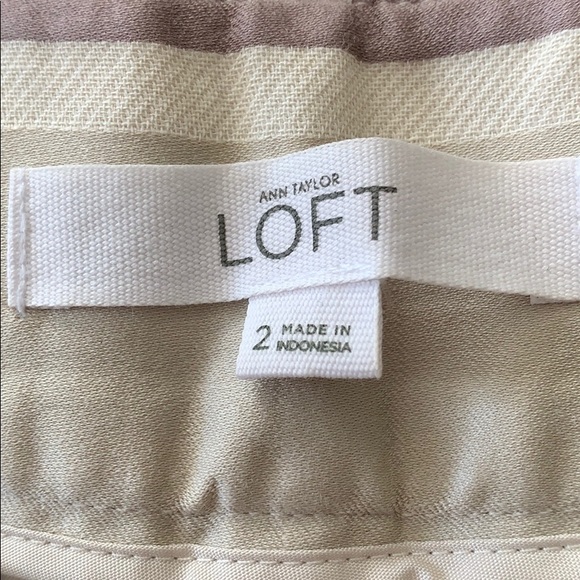 ANN TAYLOR
LOFT
2 MADE IN
INDONESIA